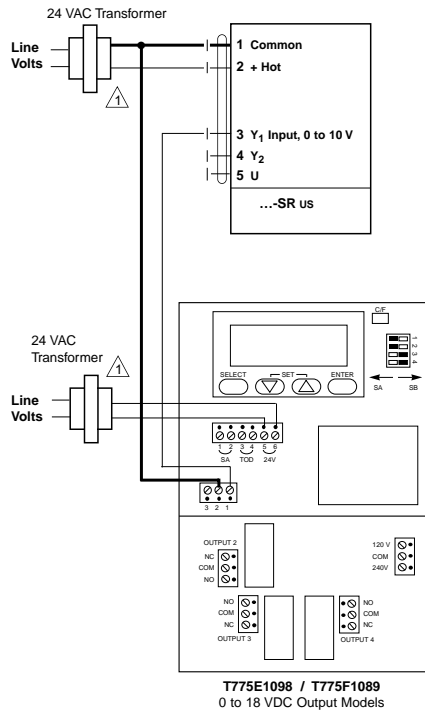 24 VAC Transformer
Line
Volts
1
1 Common
2 + Hot
3 Y1 Input, 0 to 10 V
4 Y2
5 U
...-SR US
24 VAC
Transformer
1
Line
Volts
C/F
SELECT
SET
ENTER
1
2
3
4
SA
SB
1 2 3 4 5 6
SA TOD 24V
3 2 1
OUTPUT 2
NC
COM
NO
120 V
COM
240V
NO
COM
NC
OUTPUT 3
NO
COM
NC
OUTPUT 4
T775E1098 / T775F1089
0 to 18 VDC Output Models